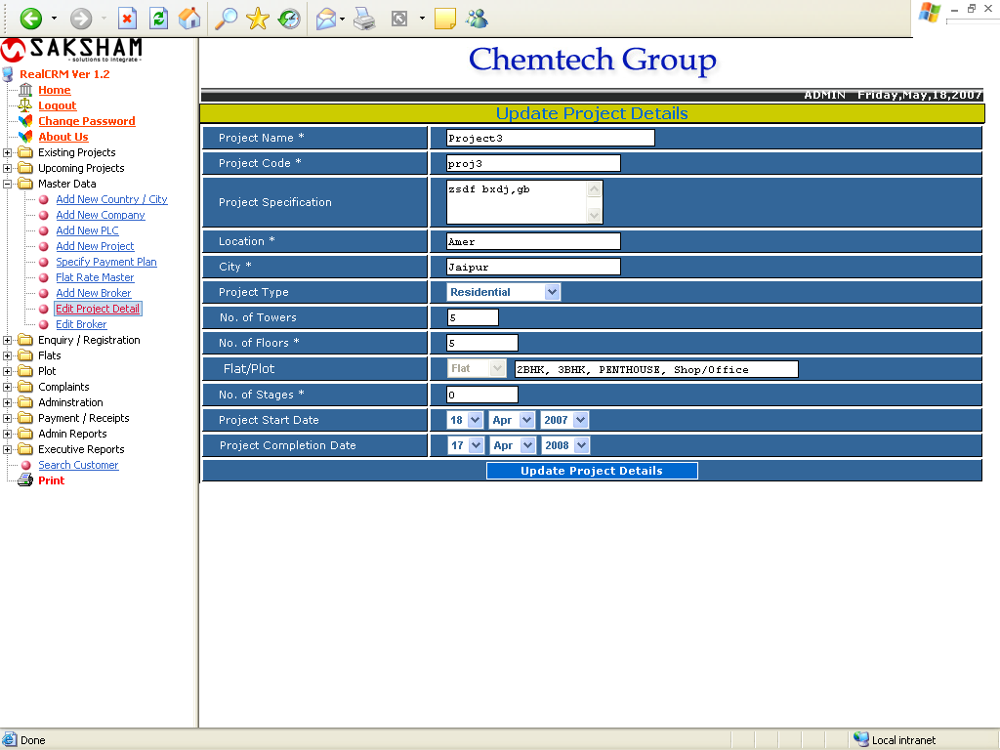 SAKSHAM
- solutions to integrate -
RealCRM Ver 1.2
Home
Logout
Change Password
About Us
Existing Projects
Upcoming Projects
Master Data
Add New Country / City
Add New Company
Add New PLC
Add New Project
Specify Payment Plan
Flat Rate Master
Add New Broker
Edit Project Detail
Edit Broker
Enquiry / Registration
Flats
Plot
Complaints
Adminstration
Payment / Receipts
Admin Reports
Executive Reports
Search Customer
Print
Chemtech Group
ADMIN Friday,May,18,2007
Update Project Details
Project Name * Project3
Project Code * proj3
Project Specification zsdf bxdj,gb
Location * Amer
City * Jaipur
Project Type Residential
No. of Towers 5
No. of Floors * 5
Flat/Plot Flat 2BHK, 3BHK, PENTHOUSE, Shop/Office
No. of Stages * 0
Project Start Date 18 Apr 2007
Project Completion Date 17 Apr 2008
Update Project Details
Done Local intranet